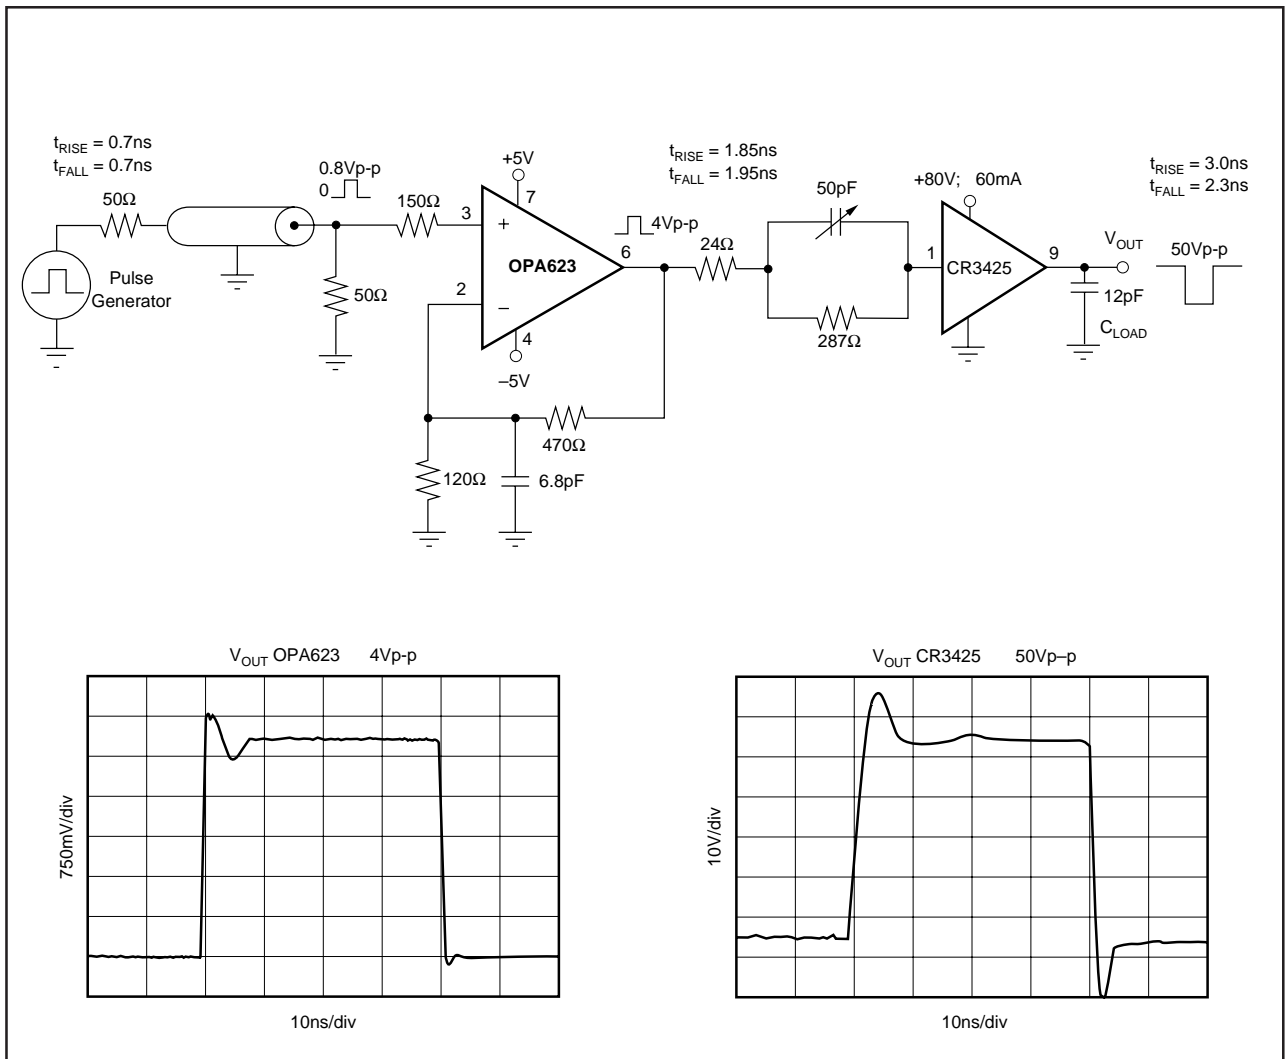 t_RISE = 0.7ns
t_FALL = 0.7ns
50Ω
Pulse
Generator
0.8Vp-p
0
50Ω
150Ω
3
+
2
–
+5V
7
OPA623
4
–5V
6
4Vp-p
470Ω
120Ω
6.8pF
t_RISE = 1.85ns
t_FALL = 1.95ns
24Ω
50pF
287Ω
+80V; 60mA
1
CR3425
9
V_OUT
12pF
C_LOAD
t_RISE = 3.0ns
t_FALL = 2.3ns
50Vp-p
V_OUT OPA623 4Vp-p
750mV/div
10ns/div
V_OUT CR3425 50Vp–p
10V/div
10ns/div